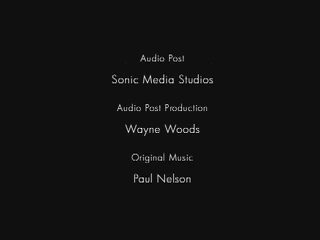 Audio Post
Sonic Media Studios
Audio Post Production
Wayne Woods
Original Music
Paul Nelson